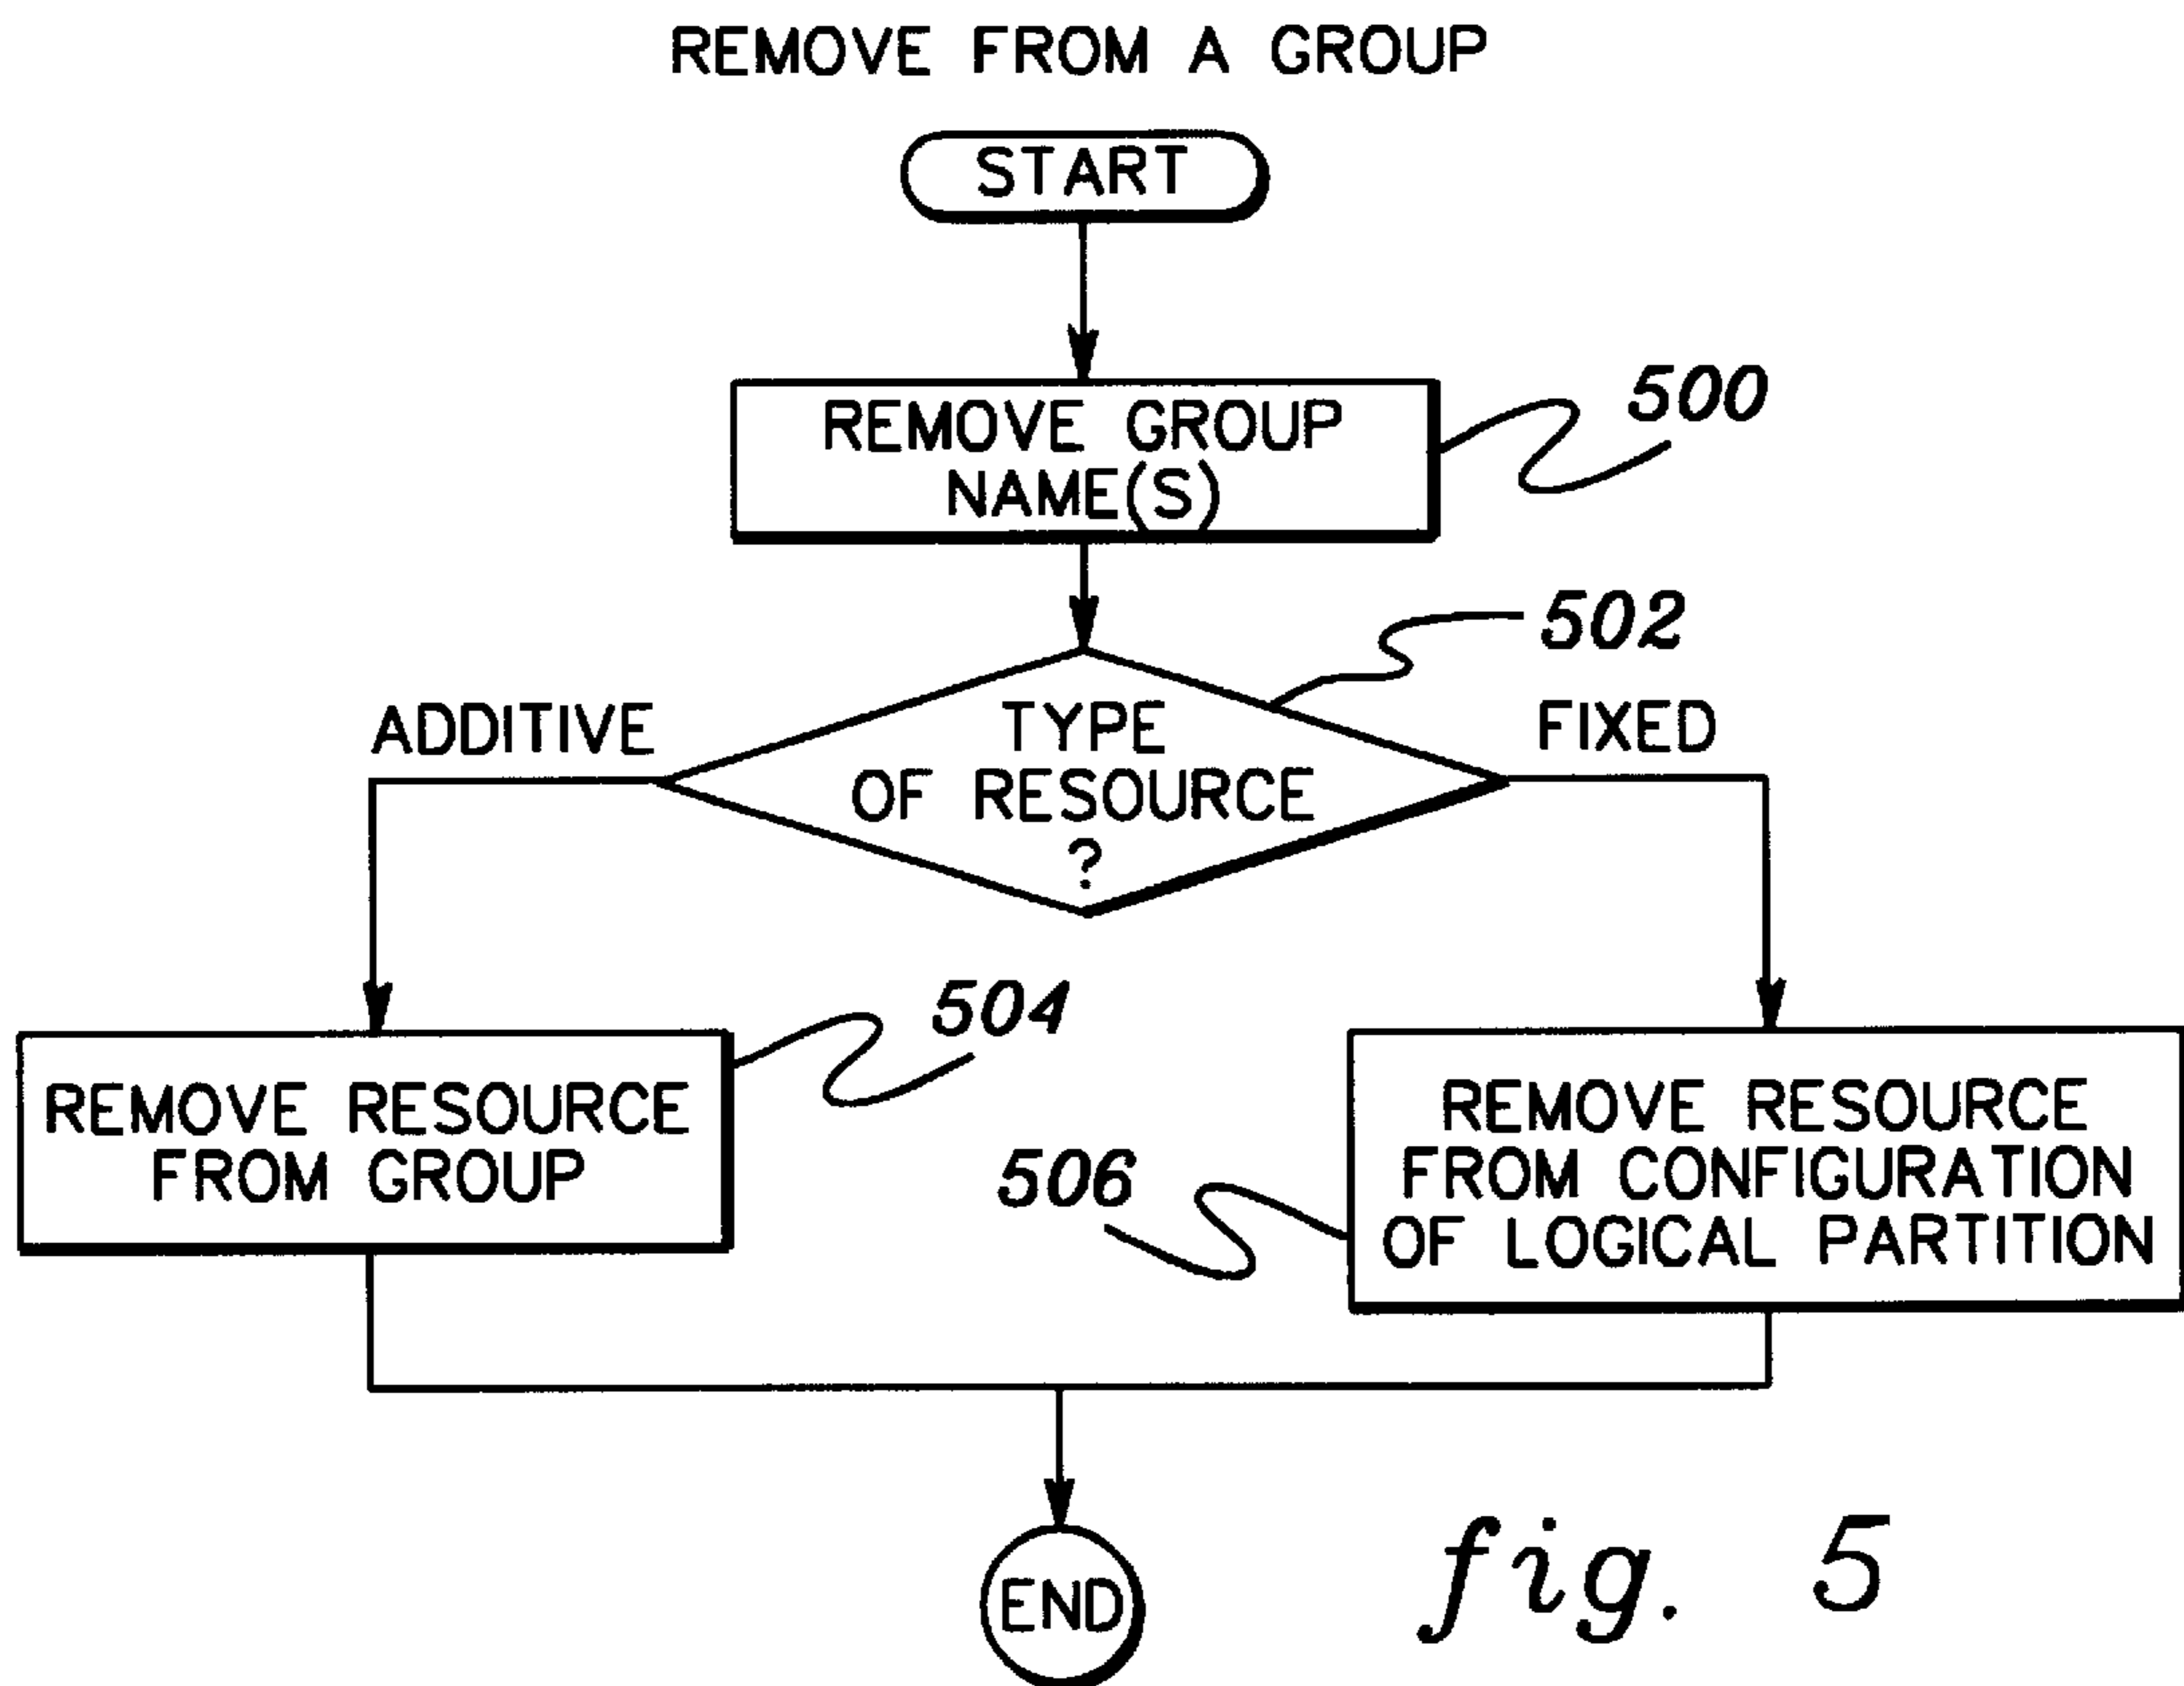 REMOVE FROM A GROUP
START
REMOVE GROUP
NAME(S)
500
502
ADDITIVE
TYPE
OF RESOURCE
?
FIXED
504
REMOVE RESOURCE
FROM GROUP
506
REMOVE RESOURCE
FROM CONFIGURATION
OF LOGICAL PARTITION
END
fig. 5